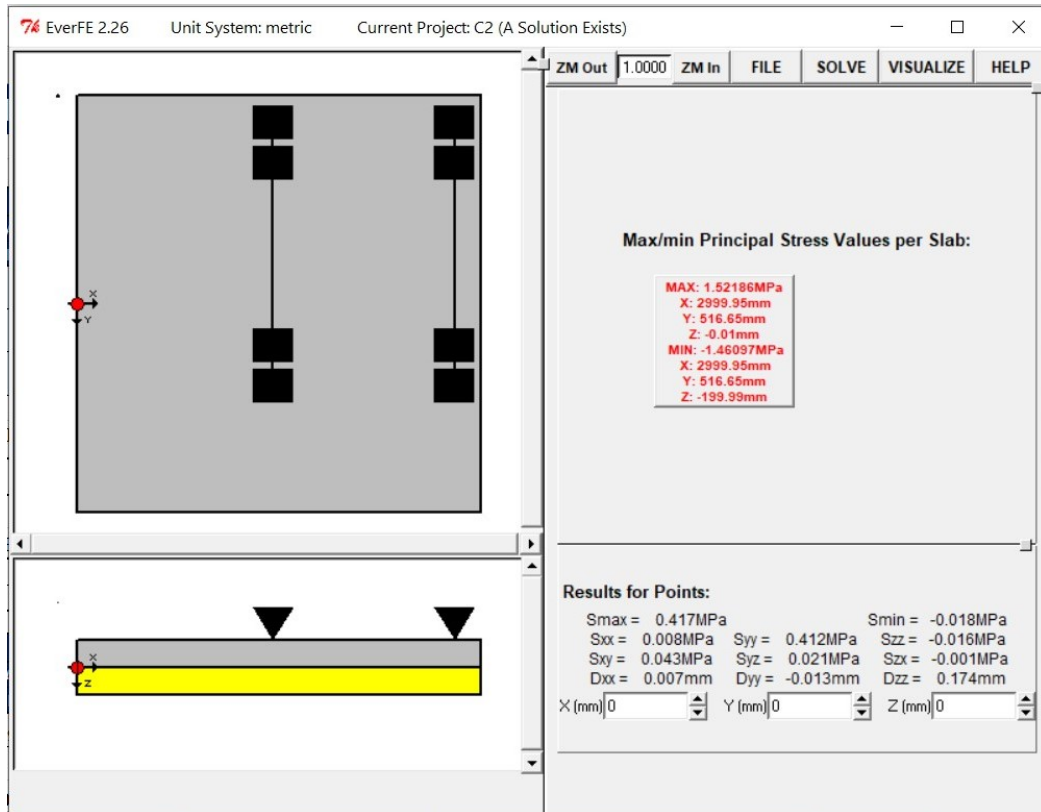 EverFE 2.26 Unit System: metric Current Project: C2 (A Solution Exists)
ZM Out 1.0000 ZM In FILE SOLVE VISUALIZE HELP
X
Y
Max/min Principal Stress Values per Slab:
MAX: 1.52186MPa
X: 2999.95mm
Y: 516.65mm
Z: -0.01mm
MIN: -1.46097MPa
X: 2999.95mm
Y: 516.65mm
Z: -199.99mm
X
Z
Results for Points:
Smax = 0.417MPa Smin = -0.018MPa
Sxx = 0.008MPa Syy = 0.412MPa Szz = -0.016MPa
Sxy = 0.043MPa Syz = 0.021MPa Szx = -0.001MPa
Dxx = 0.007mm Dyy = -0.013mm Dzz = 0.174mm
X (mm) 0 Y (mm) 0 Z (mm) 0